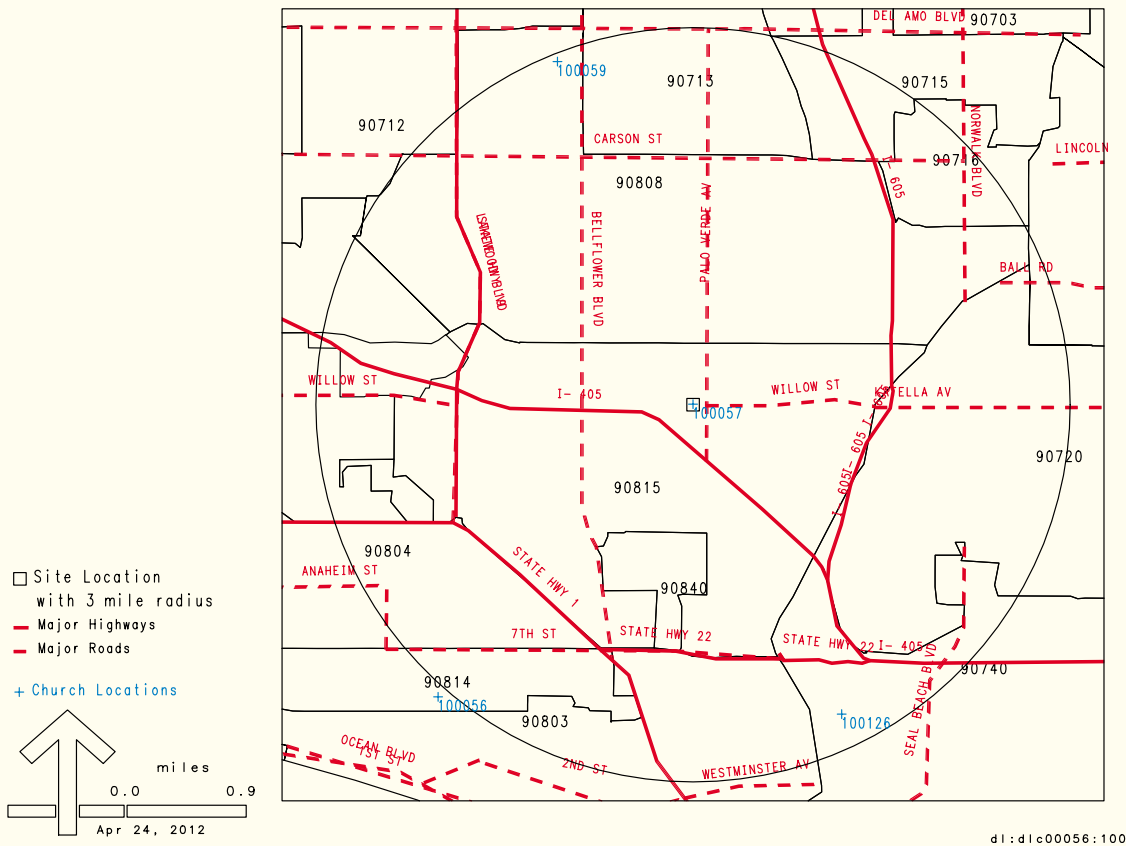 DEL AMO BLVD
90703
100059
90713
90715
90712
NORWALK BLVD
CARSON ST
LINCOLN
90716
I- 605
90808
PALO VERDE AV
BELLFLOWER BLVD
BALL RD
WILLOW ST
I- 405
WILLOW ST
KATELLA AV
100057
I- 605
I- 605
I- 605
90720
90815
90804
STATE HWY 1
ANAHEIM ST
90840
7TH ST
STATE HWY 22
STATE HWY 22
I- 405
90740
90814
100056
90803
100126
SEAL BEACH BLVD
OCEAN BLVD
1ST ST
2ND ST
WESTMINSTER AV
Site Location
with 3 mile radius
Major Highways
Major Roads
+ Church Locations
miles
0.0 0.9
Apr 24, 2012
dl:dlc00056:100